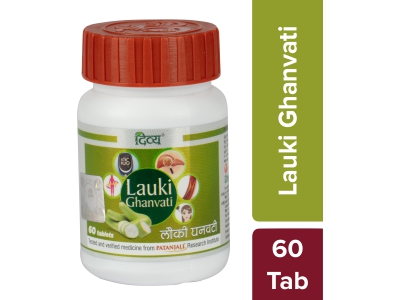 दिव्य
Lauki
Ghanvati
लौकी घनवटी
60 tablets
Tested and verified medicine from PATANJALI Research Institute
Lauki Ghanvati
60
Tab